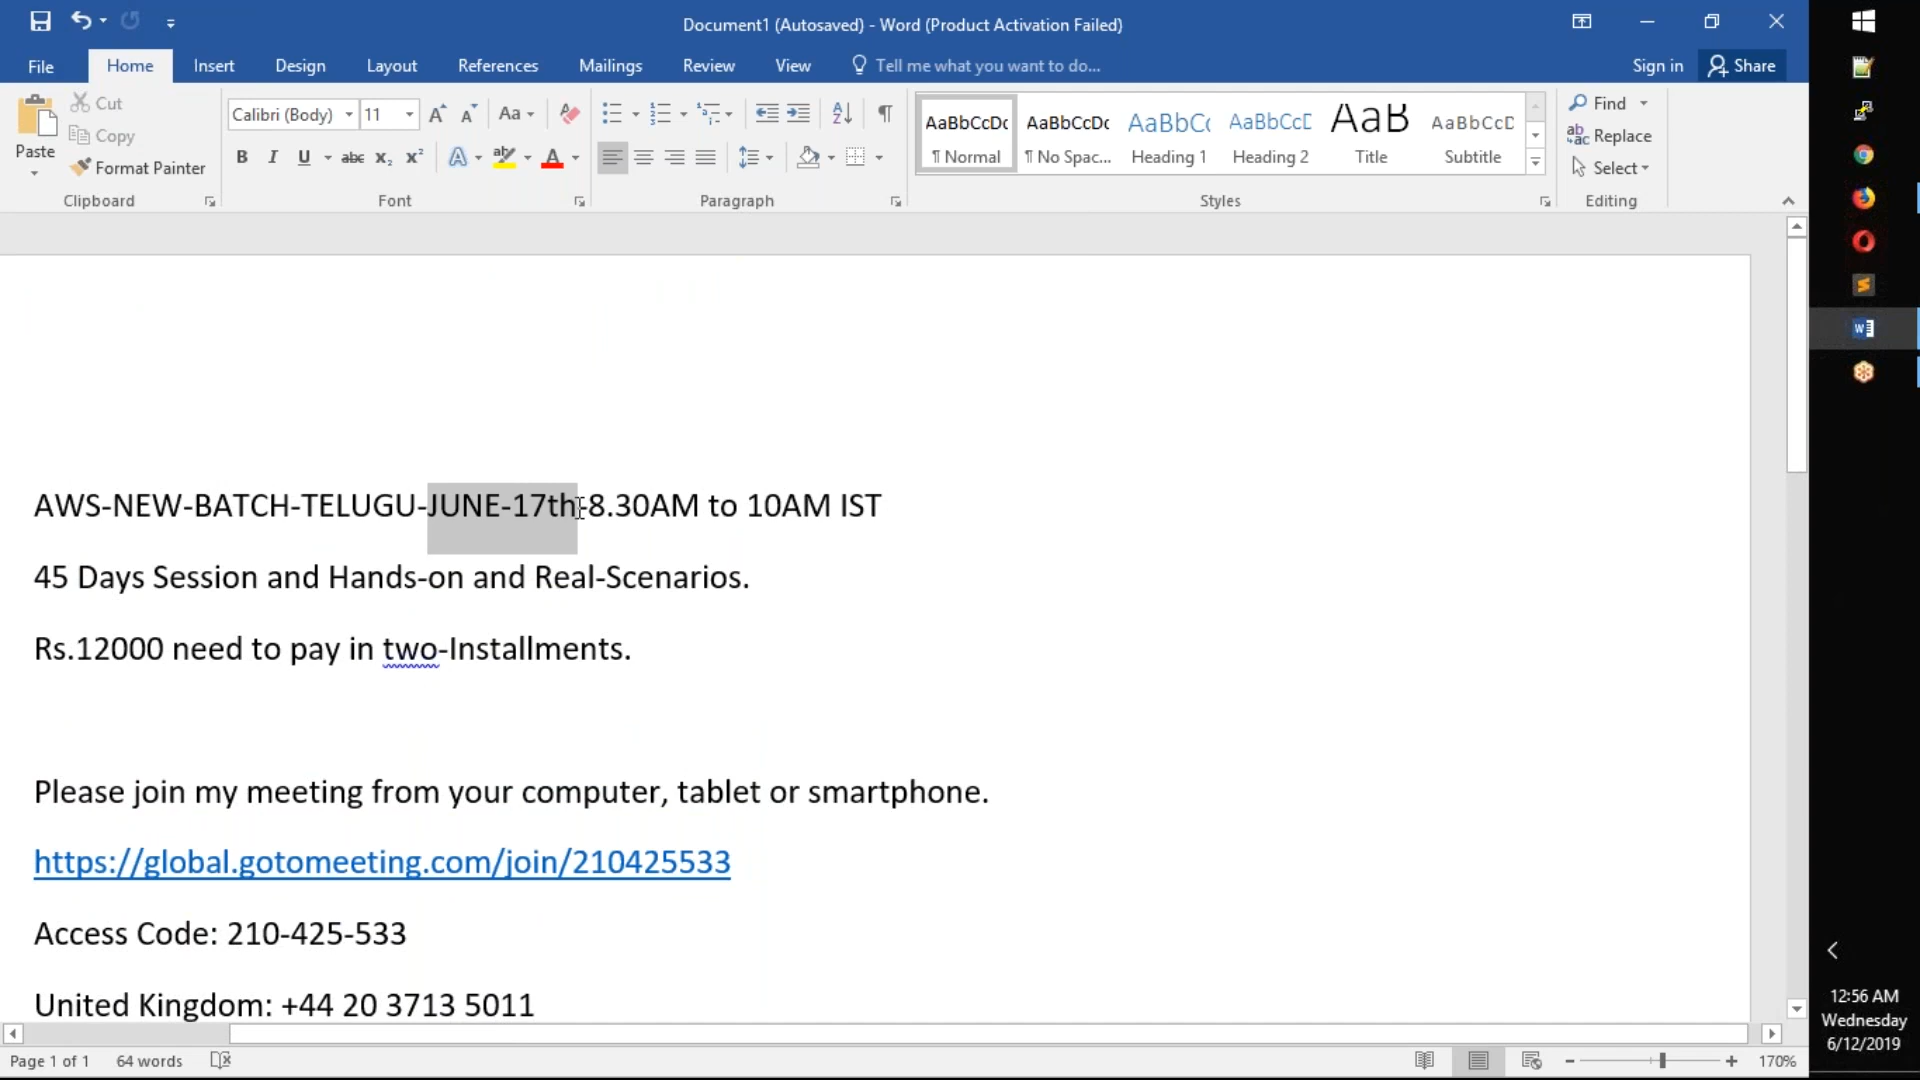 Document1 (Autosaved) - Word (Product Activation Failed)
File Home Insert Design Layout References Mailings Review View Tell me what you want to do... Sign in Share
Paste
Cut
Copy
Format Painter
Clipboard
Calibri (Body) 11
Font
Paragraph
AaBbCcDc AaBbCcDc AaBbCc AaBbCcD AaB AaBbCcD
¶ Normal ¶ No Spac... Heading 1 Heading 2 Title Subtitle
Styles
Find
Replace
Select
Editing
AWS-NEW-BATCH-TELUGU-JUNE-17th-8.30AM to 10AM IST
45 Days Session and Hands-on and Real-Scenarios.
Rs.12000 need to pay in two-Installments.
Please join my meeting from your computer, tablet or smartphone.
https://global.gotomeeting.com/join/210425533
Access Code: 210-425-533
United Kingdom: +44 20 3713 5011
Page 1 of 1 64 words 170%
12:56 AM
Wednesday
6/12/2019